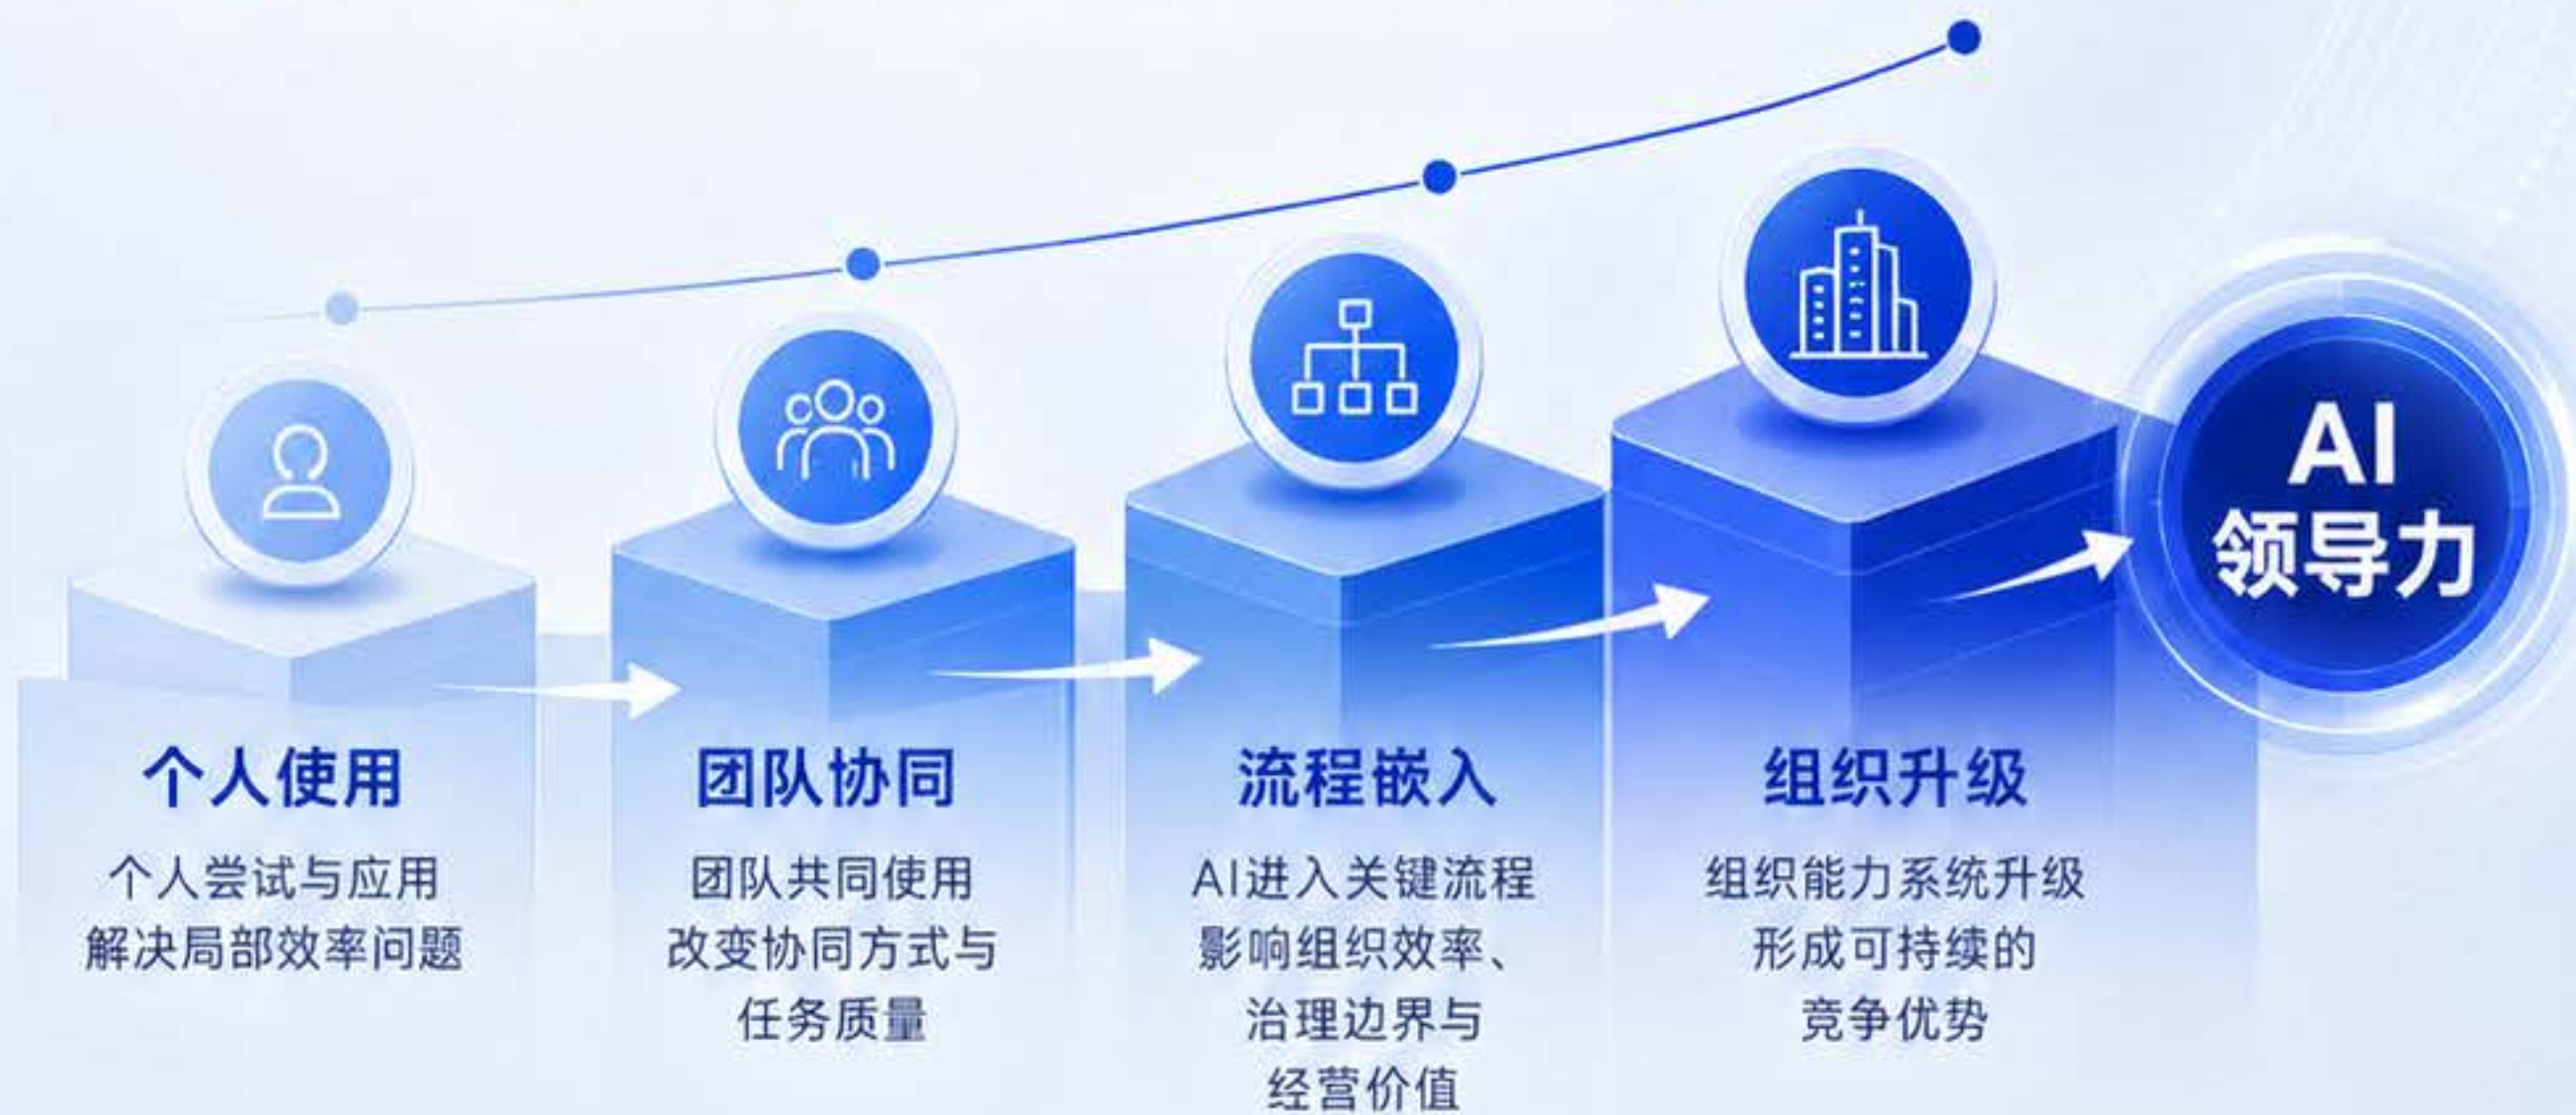 AI
领导力
个人使用
个人尝试与应用
解决局部效率问题
团队协同
团队共同使用
改变协同方式与
任务质量
流程嵌入
AI进入关键流程
影响组织效率、
治理边界与
经营价值
组织升级
组织能力系统升级
形成可持续的
竞争优势